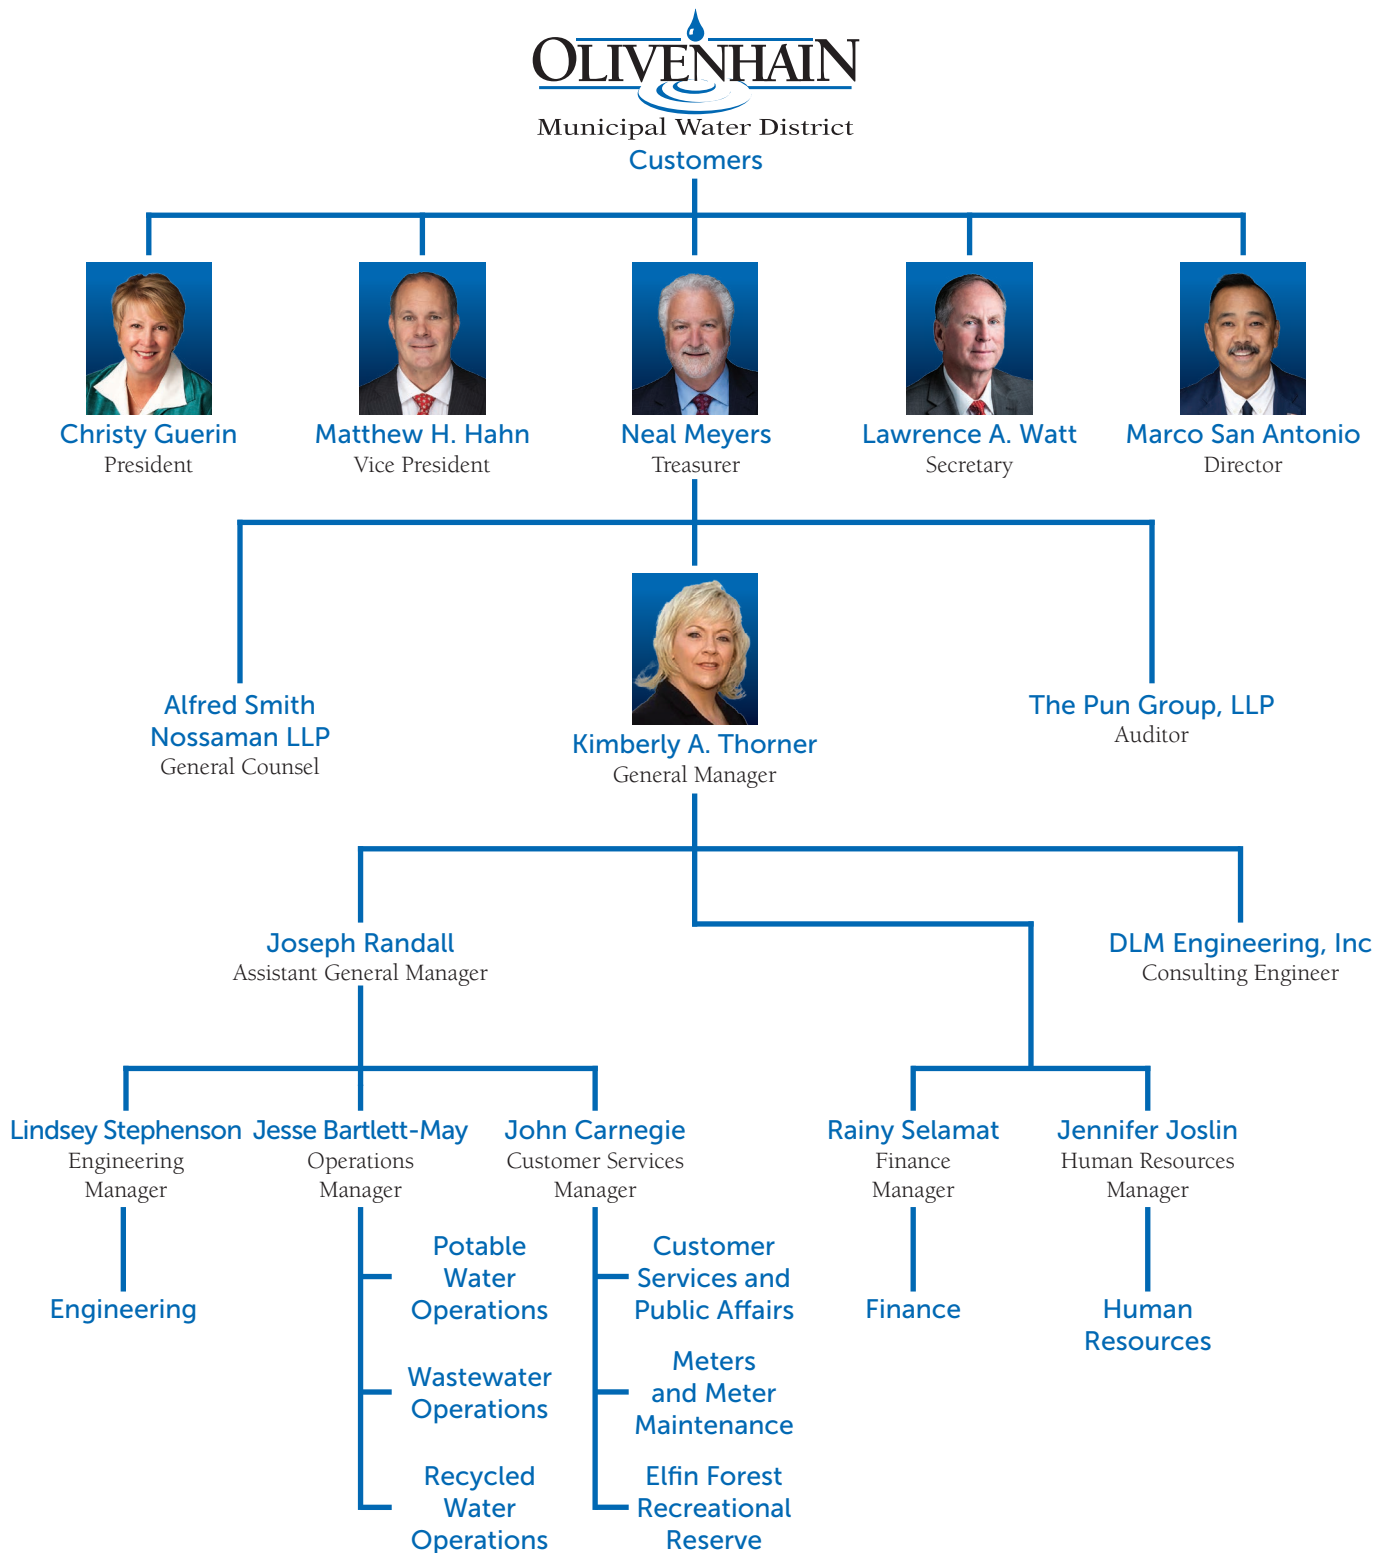 OLIVENHAIN
Municipal Water District
Customers
Christy Guerin
President
Matthew H. Hahn
Vice President
Neal Meyers
Treasurer
Lawrence A. Watt
Secretary
Marco San Antonio
Director
Alfred Smith
Nossaman LLP
General Counsel
Kimberly A. Thorner
General Manager
The Pun Group, LLP
Auditor
Joseph Randall
Assistant General Manager
DLM Engineering, Inc
Consulting Engineer
Lindsey Stephenson
Engineering
Manager
Engineering
Jesse Bartlett-May
Operations
Manager
Potable
Water
Operations
Wastewater
Operations
Recycled
Water
Operations
John Carnegie
Customer Services
Manager
Customer
Services and
Public Affairs
Meters
and Meter
Maintenance
Elfin Forest
Recreational
Reserve
Rainy Selamat
Finance
Manager
Finance
Jennifer Joslin
Human Resources
Manager
Human
Resources